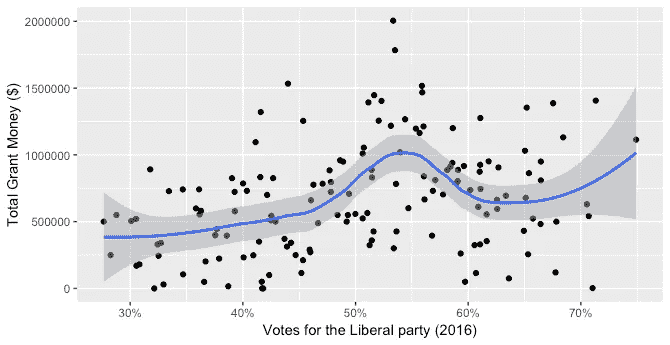 2000000
1500000
1000000
500000
0
Total Grant Money ($)
30% 40% 50% 60% 70%
Votes for the Liberal party (2016)